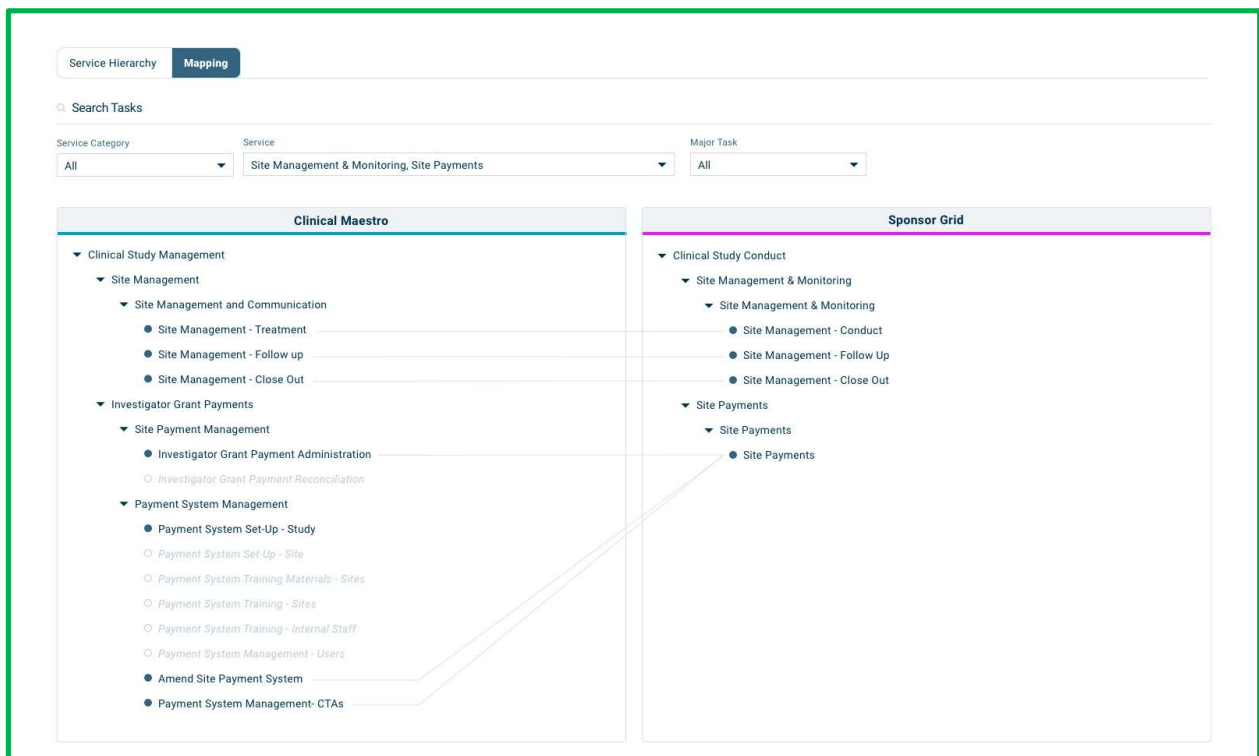 Service Hierarchy
Mapping
Search Tasks
Service Category
Service
Major Task
All
Site Management & Monitoring, Site Payments
All
Clinical Maestro
Clinical Study Management
Site Management
Site Management and Communication
Site Management - Treatment
Site Management - Follow up
Site Management - Close Out
Investigator Grant Payments
Site Payment Management
Investigator Grant Payment Administration
Investigator Grant Payment Reconciliation
Payment System Management
Payment System Set-Up - Study
Payment System Set-Up - Site
Payment System Training Materials - Sites
Payment System Training - Sites
Payment System Training - Internal Staff
Payment System Management - Users
Amend Site Payment System
Payment System Management- CTAs
Sponsor Grid
Clinical Study Conduct
Site Management & Monitoring
Site Management & Monitoring
Site Management - Conduct
Site Management - Follow Up
Site Management - Close Out
Site Payments
Site Payments
Site Payments